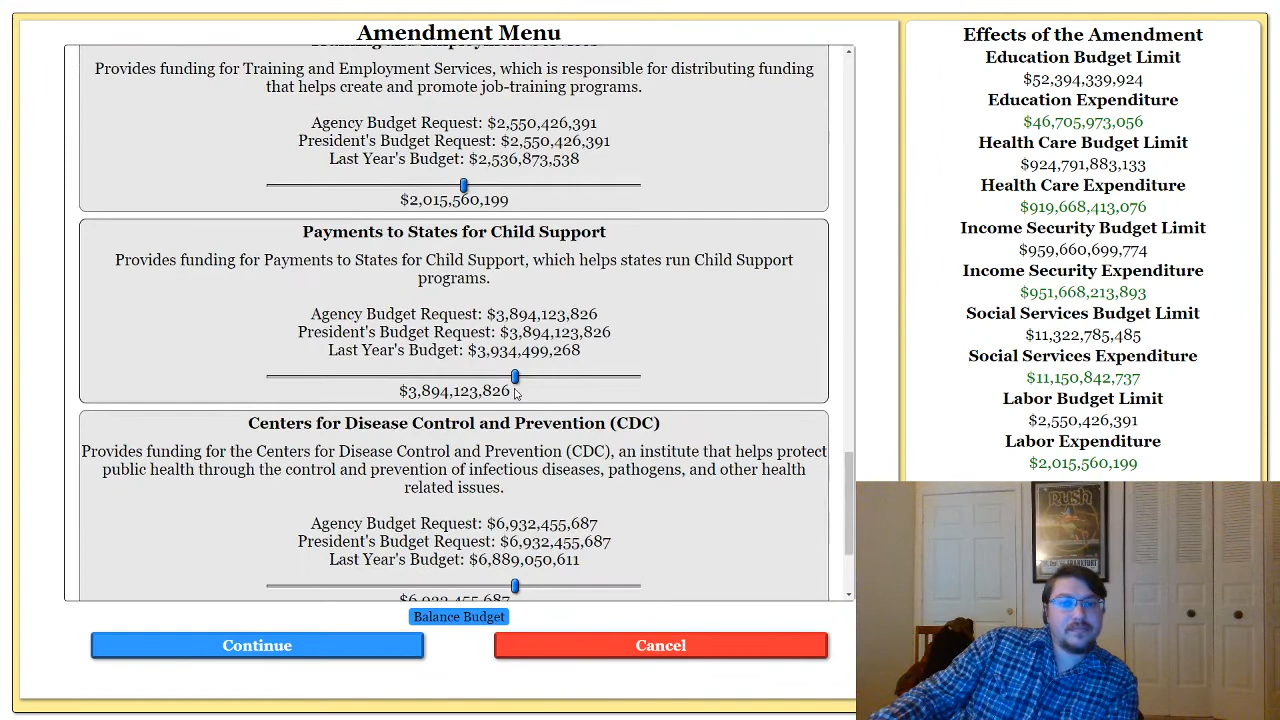 Amendment Menu
Training and Employment Services
Provides funding for Training and Employment Services, which is responsible for distributing funding
that helps create and promote job-training programs.
Agency Budget Request: $2,550,426,391
President's Budget Request: $2,550,426,391
Last Year's Budget: $2,536,873,538
$2,015,560,199
Payments to States for Child Support
Provides funding for Payments to States for Child Support, which helps states run Child Support
programs.
Agency Budget Request: $3,894,123,826
President's Budget Request: $3,894,123,826
Last Year's Budget: $3,934,499,268
$3,894,123,826
Centers for Disease Control and Prevention (CDC)
Provides funding for the Centers for Disease Control and Prevention (CDC), an institute that helps protect
public health through the control and prevention of infectious diseases, pathogens, and other health
related issues.
Agency Budget Request: $6,932,455,687
President's Budget Request: $6,932,455,687
Last Year's Budget: $6,889,050,611
$6,932,455,687
Balance Budget
Continue
Cancel
Effects of the Amendment
Education Budget Limit
$52,394,339,924
Education Expenditure
$46,705,973,056
Health Care Budget Limit
$924,791,883,133
Health Care Expenditure
$919,668,413,076
Income Security Budget Limit
$959,660,699,774
Income Security Expenditure
$951,668,213,893
Social Services Budget Limit
$11,322,785,485
Social Services Expenditure
$11,150,842,737
Labor Budget Limit
$2,550,426,391
Labor Expenditure
$2,015,560,199
RUSH